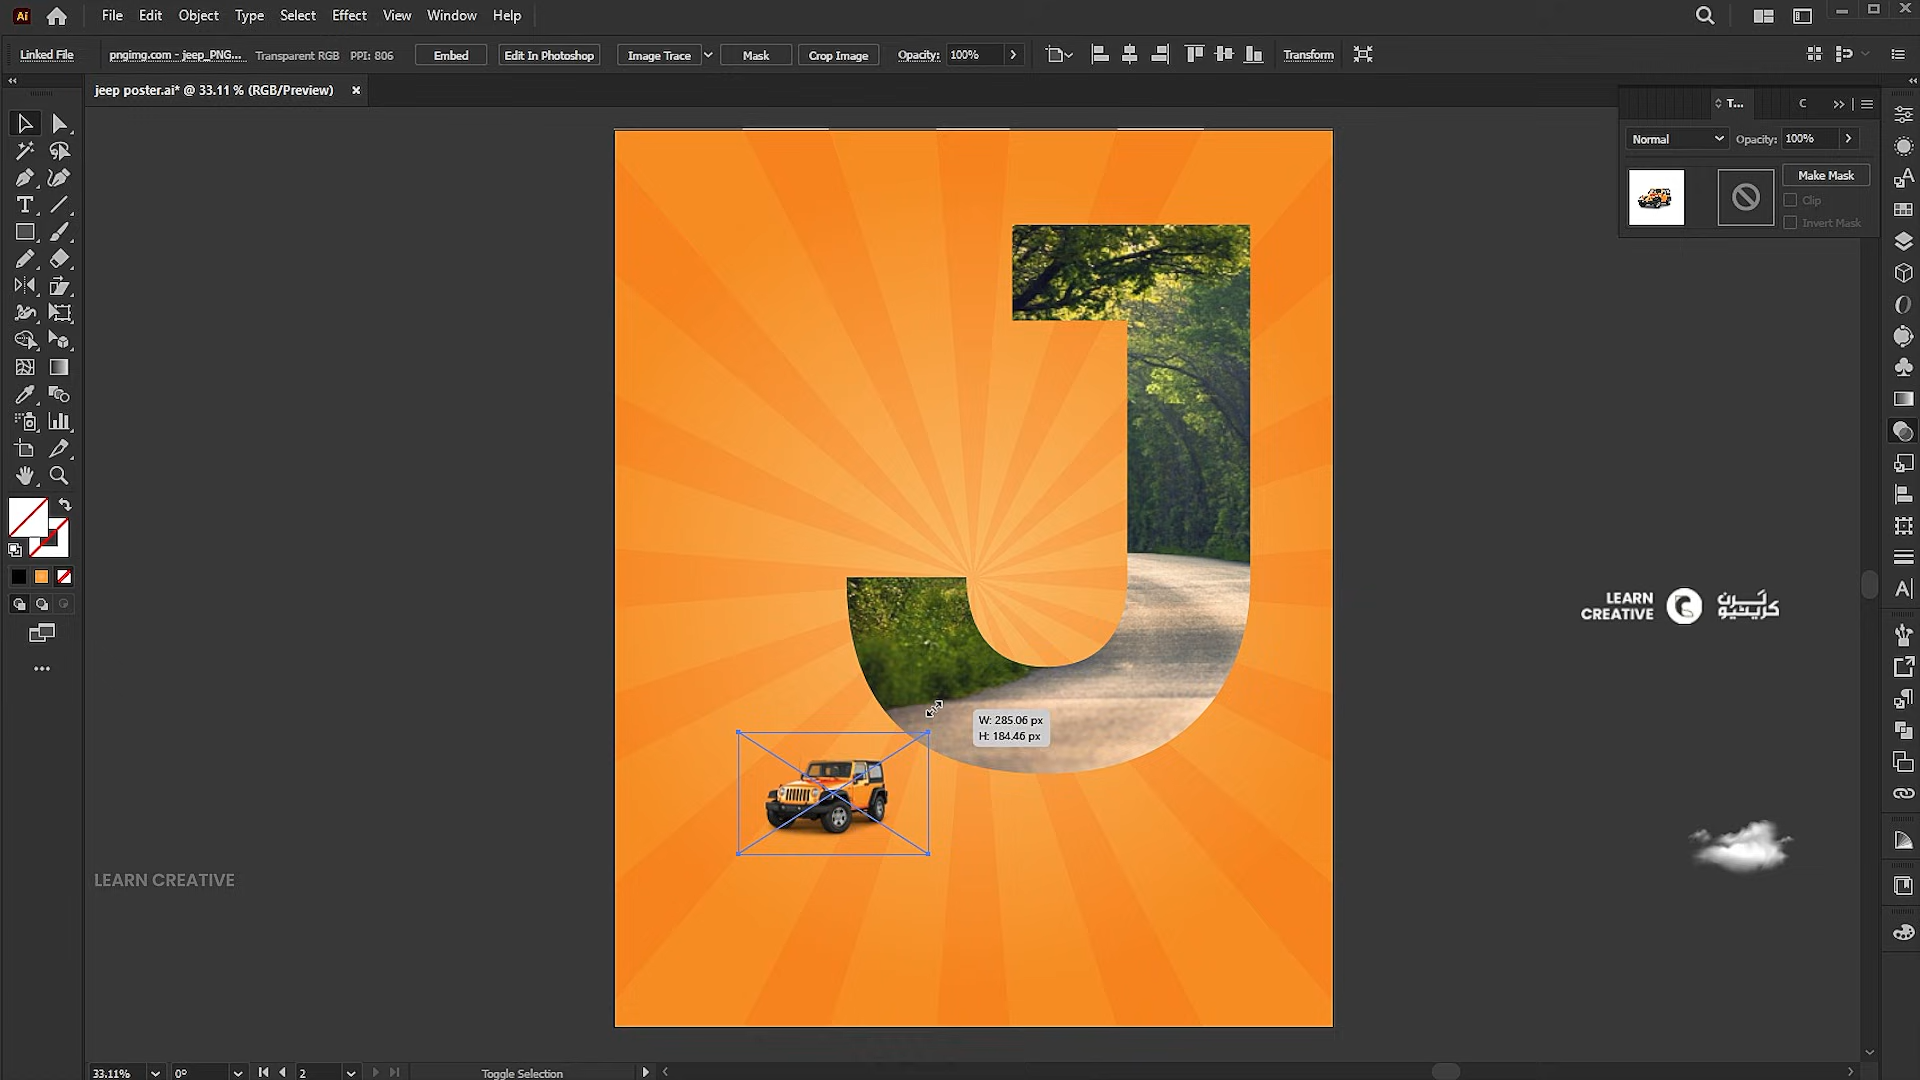 Ai
File Edit Object Type Select Effect View Window Help
Linked File
pngimg.com - jeep_PNG...
Transparent RGB PPI: 806
Embed
Edit In Photoshop
Image Trace
Mask
Crop Image
Opacity: 100%
Transform
jeep poster.ai* @ 33.11 % (RGB/Preview)
T...
C
Normal
Opacity: 100%
Make Mask
Clip
Invert Mask
LEARN
CREATIVE
لَـرن
كرييتيو
W: 285.06 px
H: 184.46 px
LEARN CREATIVE
33.11%
0°
2
Toggle Selection